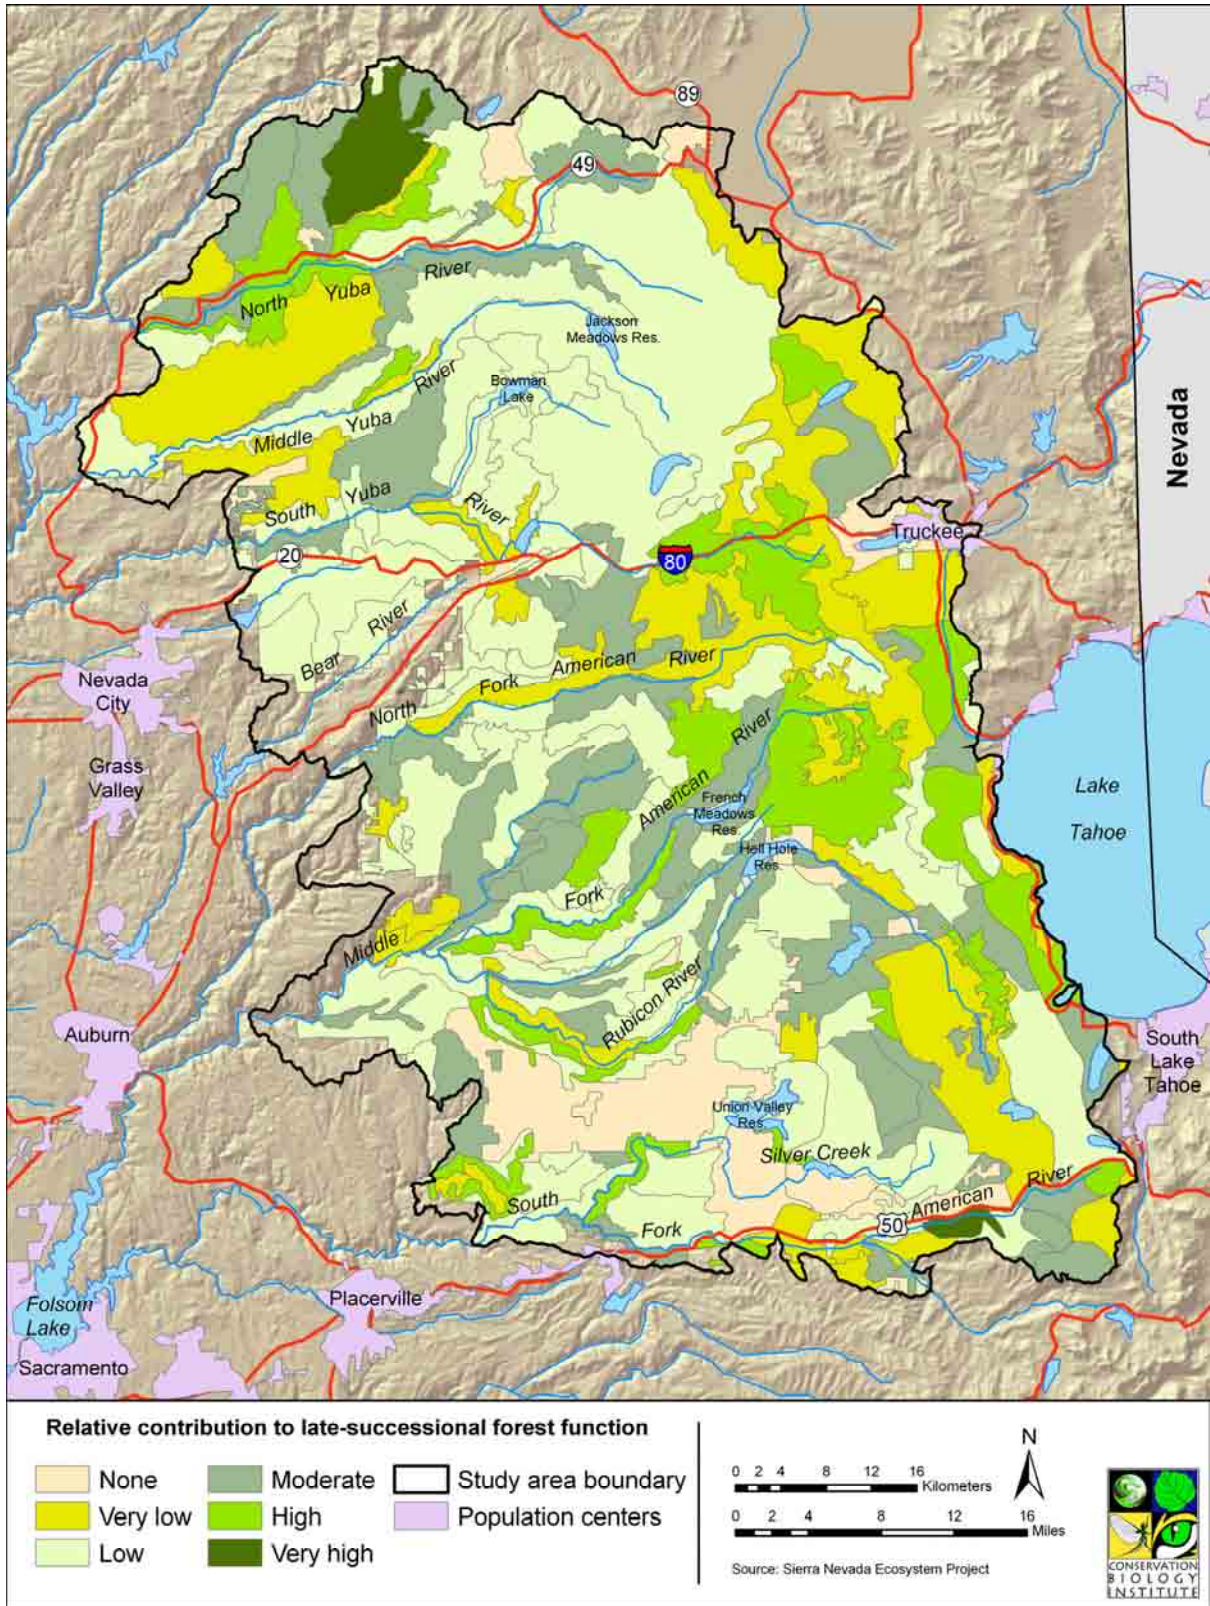 89
49
North
Yuba
River
Jackson
Meadows Res.
Bowman
Lake
Middle
Yuba
River
South
Yuba
River
20
80
Truckee
Nevada
Bear
River
Nevada
City
Grass
Valley
North
Fork
American
River
Lake
Tahoe
Middle
Fork
American
River
French
Meadows
Res.
Hell Hole
Res.
Rubicon River
Auburn
South
Lake
Tahoe
Union Valley
Res.
Silver Creek
South
Fork
American
River
50
Folsom
Lake
Placerville
Sacramento
Relative contribution to late-successional forest function
None
Very low
Low
Moderate
High
Very high
Study area boundary
Population centers
0 2 4 8 12 16
Kilometers
0 2 4 8 12 16
Miles
Source: Sierra Nevada Ecosystem Project
N
CONSERVATION
BIOLOGY
INSTITUTE